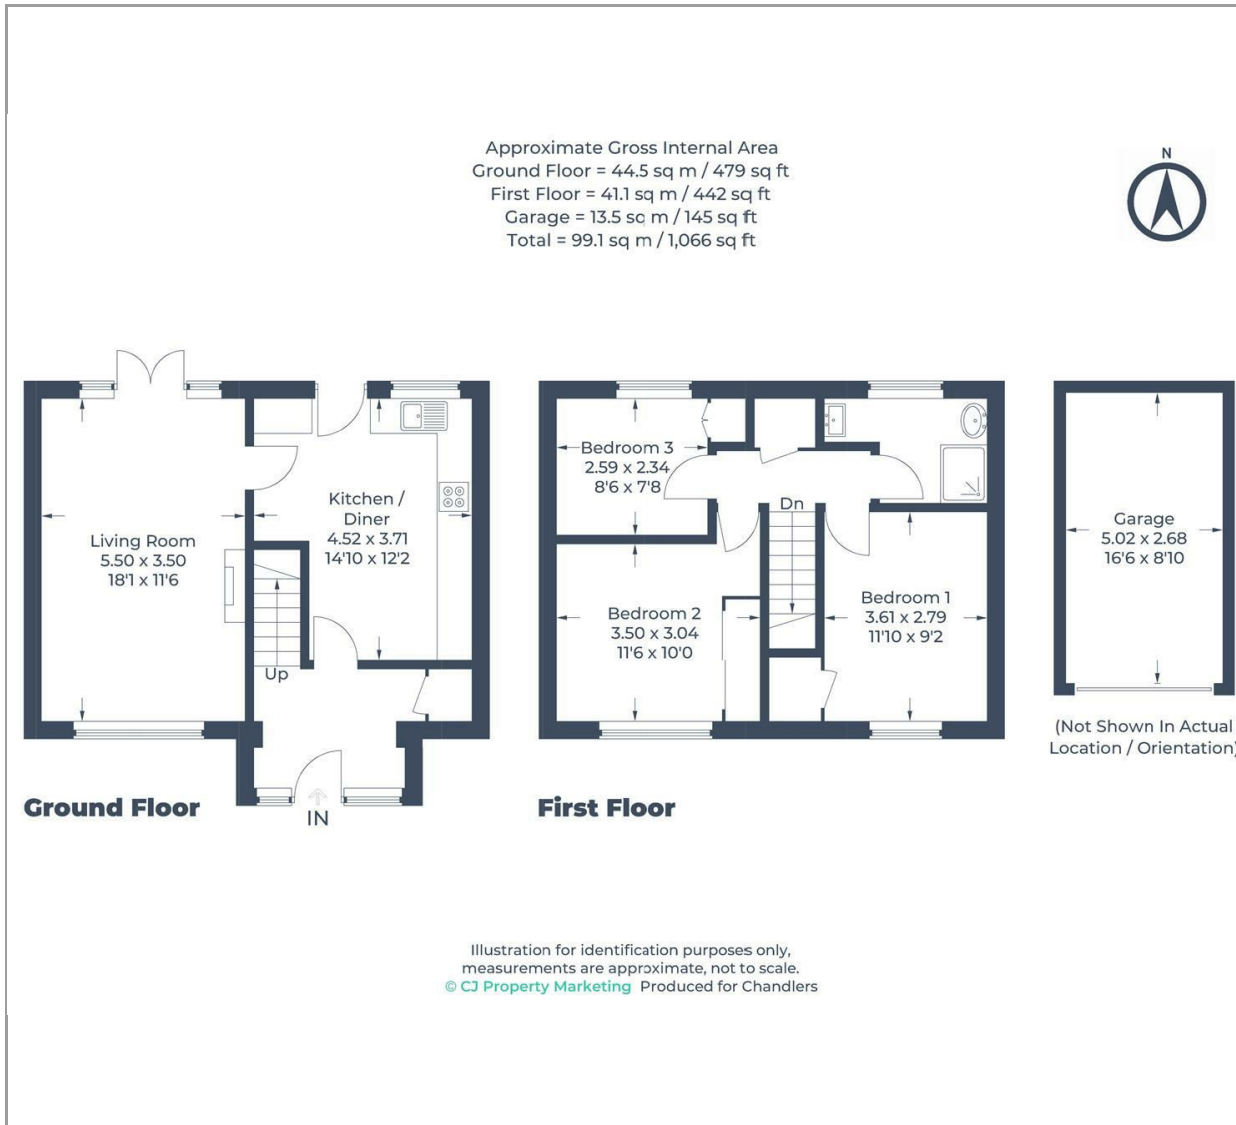 Approximate Gross Internal Area
Ground Floor = 44.5 sq m / 479 sq ft
First Floor = 41.1 sq m / 442 sq ft
Garage = 13.5 sq m / 145 sq ft
Total = 99.1 sq m / 1,066 sq ft
N
Living Room
5.50 x 3.50
18'1 x 11'6
Kitchen /
Diner
4.52 x 3.71
14'10 x 12'2
Up
IN
Ground Floor
Bedroom 3
2.59 x 2.34
8'6 x 7'8
Dn
Bedroom 2
3.50 x 3.04
11'6 x 10'0
Bedroom 1
3.61 x 2.79
11'10 x 9'2
First Floor
Garage
5.02 x 2.68
16'6 x 8'10
(Not Shown In Actual
Location / Orientation)
Illustration for identification purposes only,
measurements are approximate, not to scale.
© CJ Property Marketing Produced for Chandlers